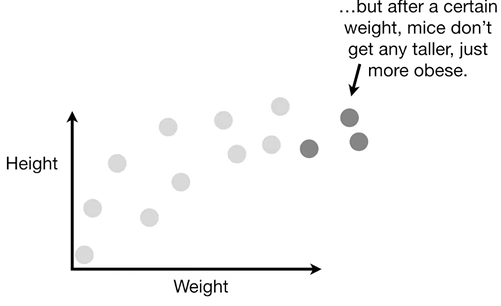 ...but after a certain
weight, mice don't
get any taller, just
more obese.
Height
Weight